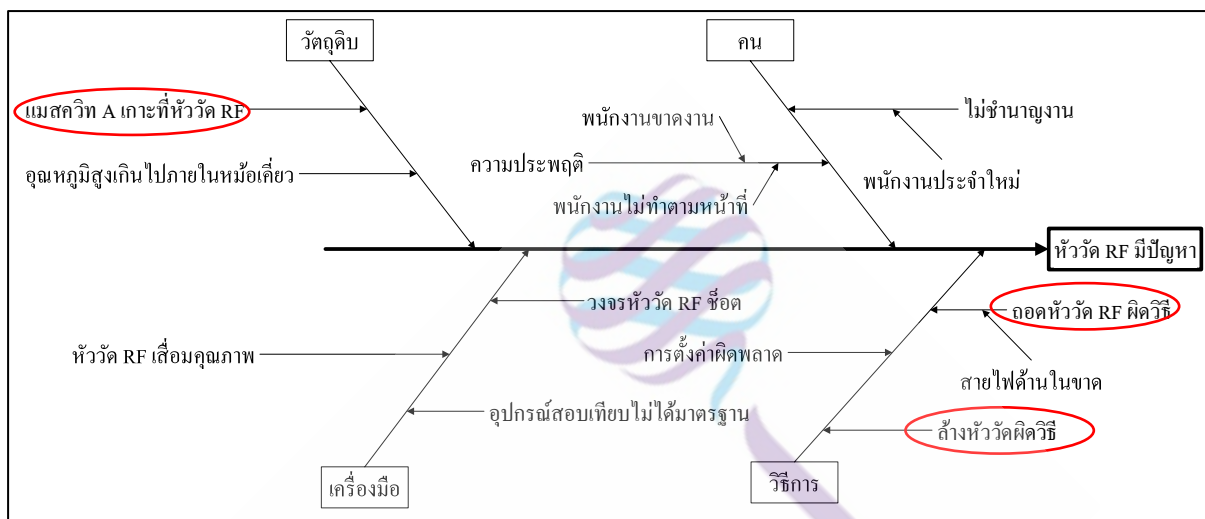 วัตถุดิบ
คน
แมสควิท A เกาะที่หัววัด RF
ไม่ชำนาญงาน
พนักงานขาดงาน
ความประพฤติ
อุณหภูมิสูงเกินไปภายในหม้อเคี่ยว
พนักงานประจำใหม่
พนักงานไม่ทำตามหน้าที่
หัววัด RF มีปัญหา
วงจรหัววัด RF ช็อต
ถอดหัววัด RF ผิดวิธี
หัววัด RF เสื่อมคุณภาพ
การตั้งค่าผิดพลาด
สายไฟด้านในขาด
อุปกรณ์สอบเทียบไม่ได้มาตรฐาน
ล้างหัววัดผิดวิธี
เครื่องมือ
วิธีการ